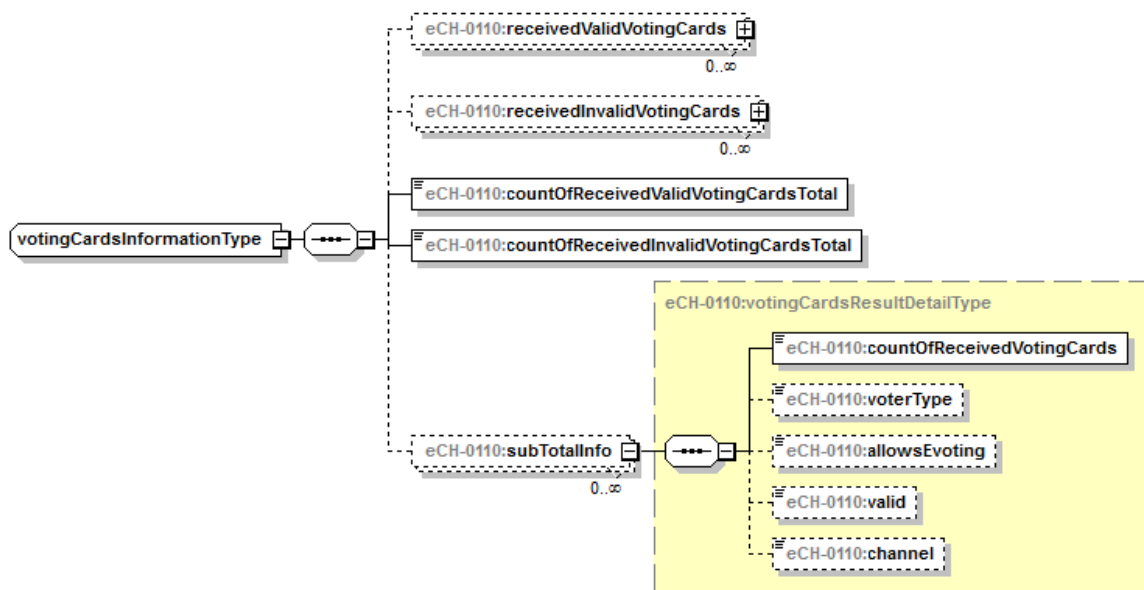 eCH-0110:receivedValidVotingCards
0..∞
eCH-0110:receivedInvalidVotingCards
0..∞
eCH-0110:countOfReceivedValidVotingCardsTotal
votingCardsInformationType
eCH-0110:countOfReceivedInvalidVotingCardsTotal
eCH-0110:votingCardsResultDetailType
eCH-0110:countOfReceivedVotingCards
eCH-0110:voterType
eCH-0110:subTotalInfo
0..∞
eCH-0110:allowsEvoting
eCH-0110:valid
eCH-0110:channel